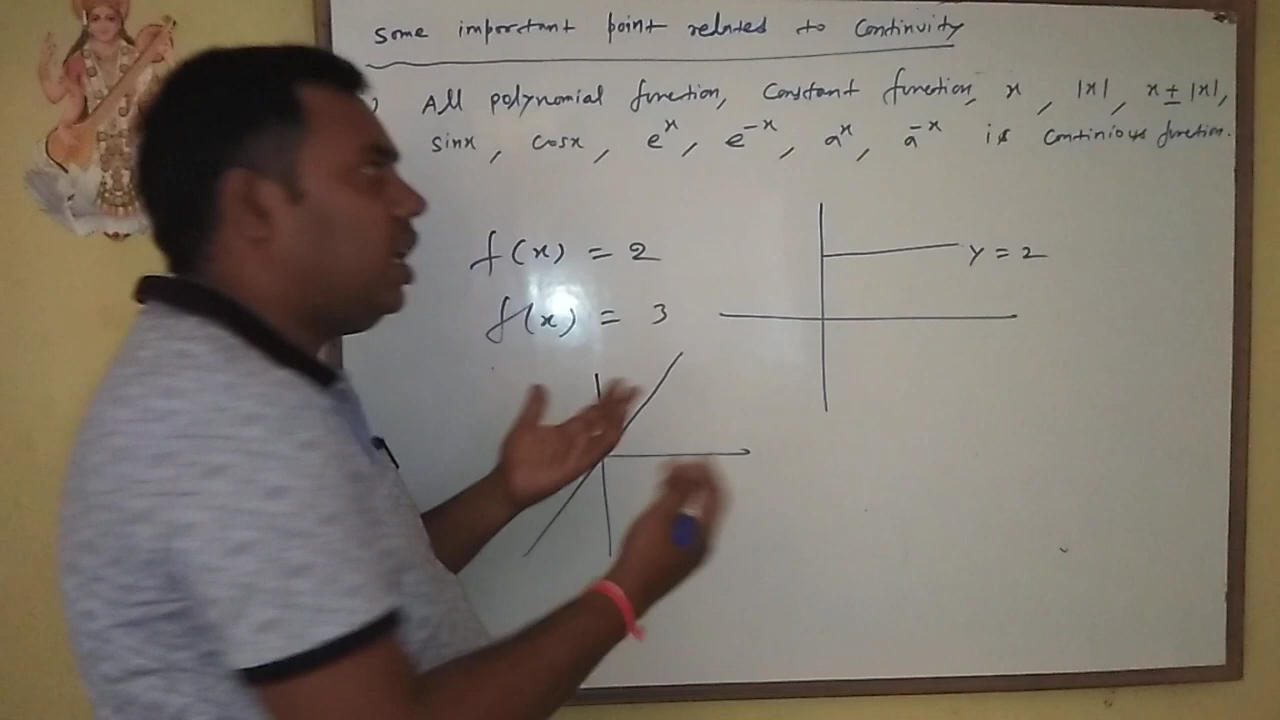 Some important point related to Continuity
) All polynomial function, Constant function, x, |x|, x ± |x|,
sinx, cosx, e^x, e^-x, a^x, a^-x is continious function.
f(x) = 2
y = 2
f(x) = 3